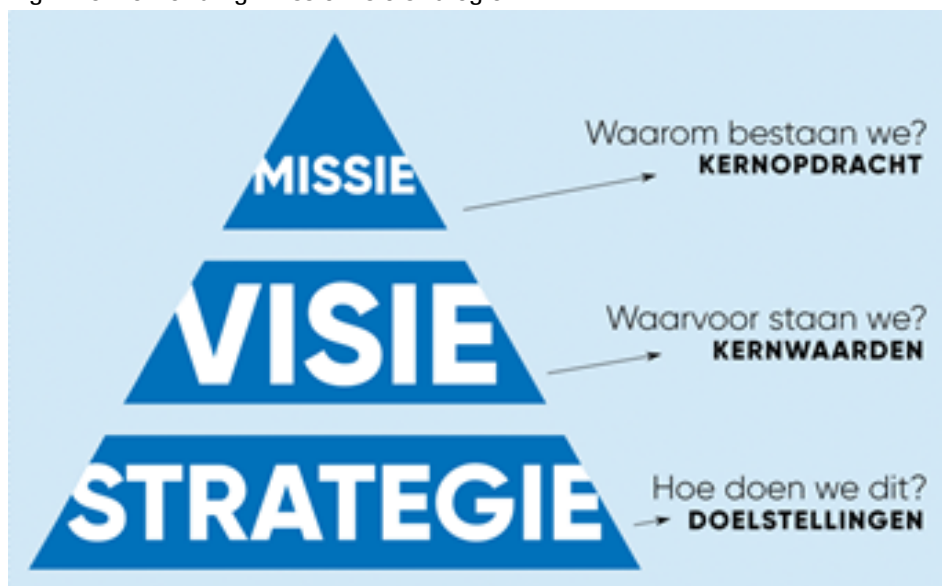 MISSIE
Waarom bestaan we?
KERNOPDRACHT
VISIE
Waarvoor staan we?
KERNWAARDEN
STRATEGIE
Hoe doen we dit?
DOELSTELLINGEN